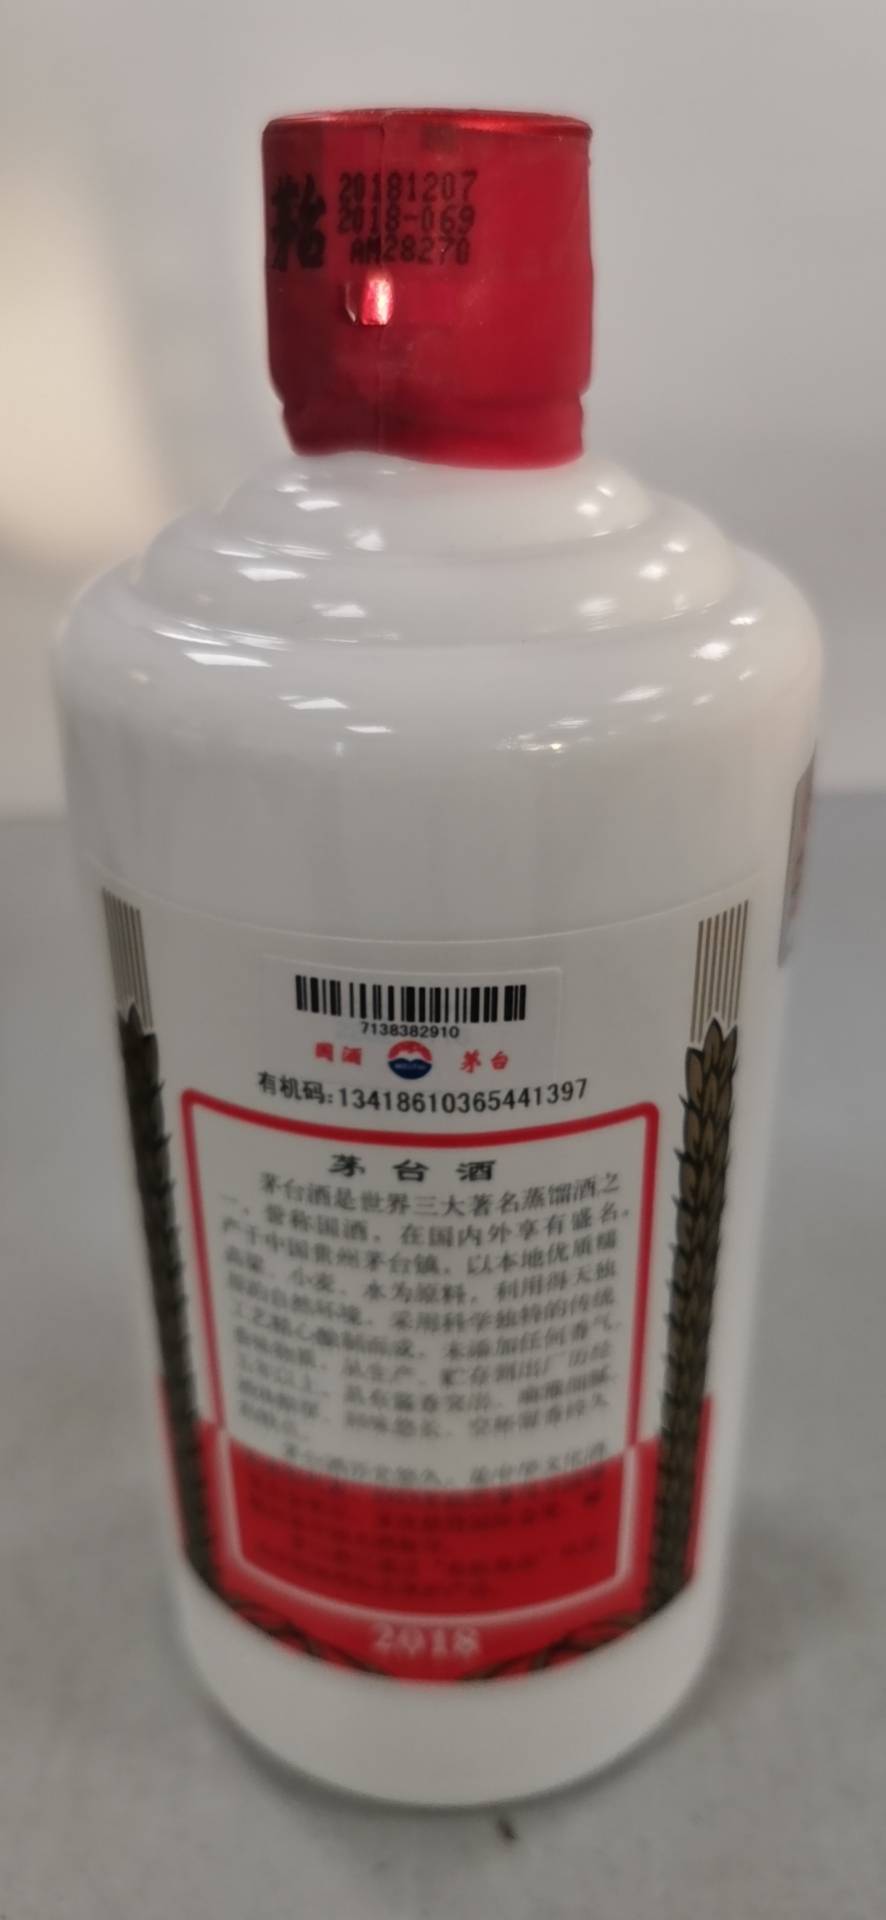 茅台
20181207
2018-069
AM28270
7138382910
国酒 茅台
有机码:13418610365441397
茅台酒
茅台酒是世界三大著名蒸馏酒之
一，誉称国酒，在国内外享有盛名。
产于中国贵州茅台镇，以本地优质糯
高粱、小麦、水为原料，利用得天独
厚的自然环境，采用科学独特的传统
工艺精心酿制而成，未添加任何香气
香味物质。从生产、贮存到出厂历经
五年以上。具有酱香突出、幽雅细腻
酒体醇厚、回味悠长、空杯留香持久
2018